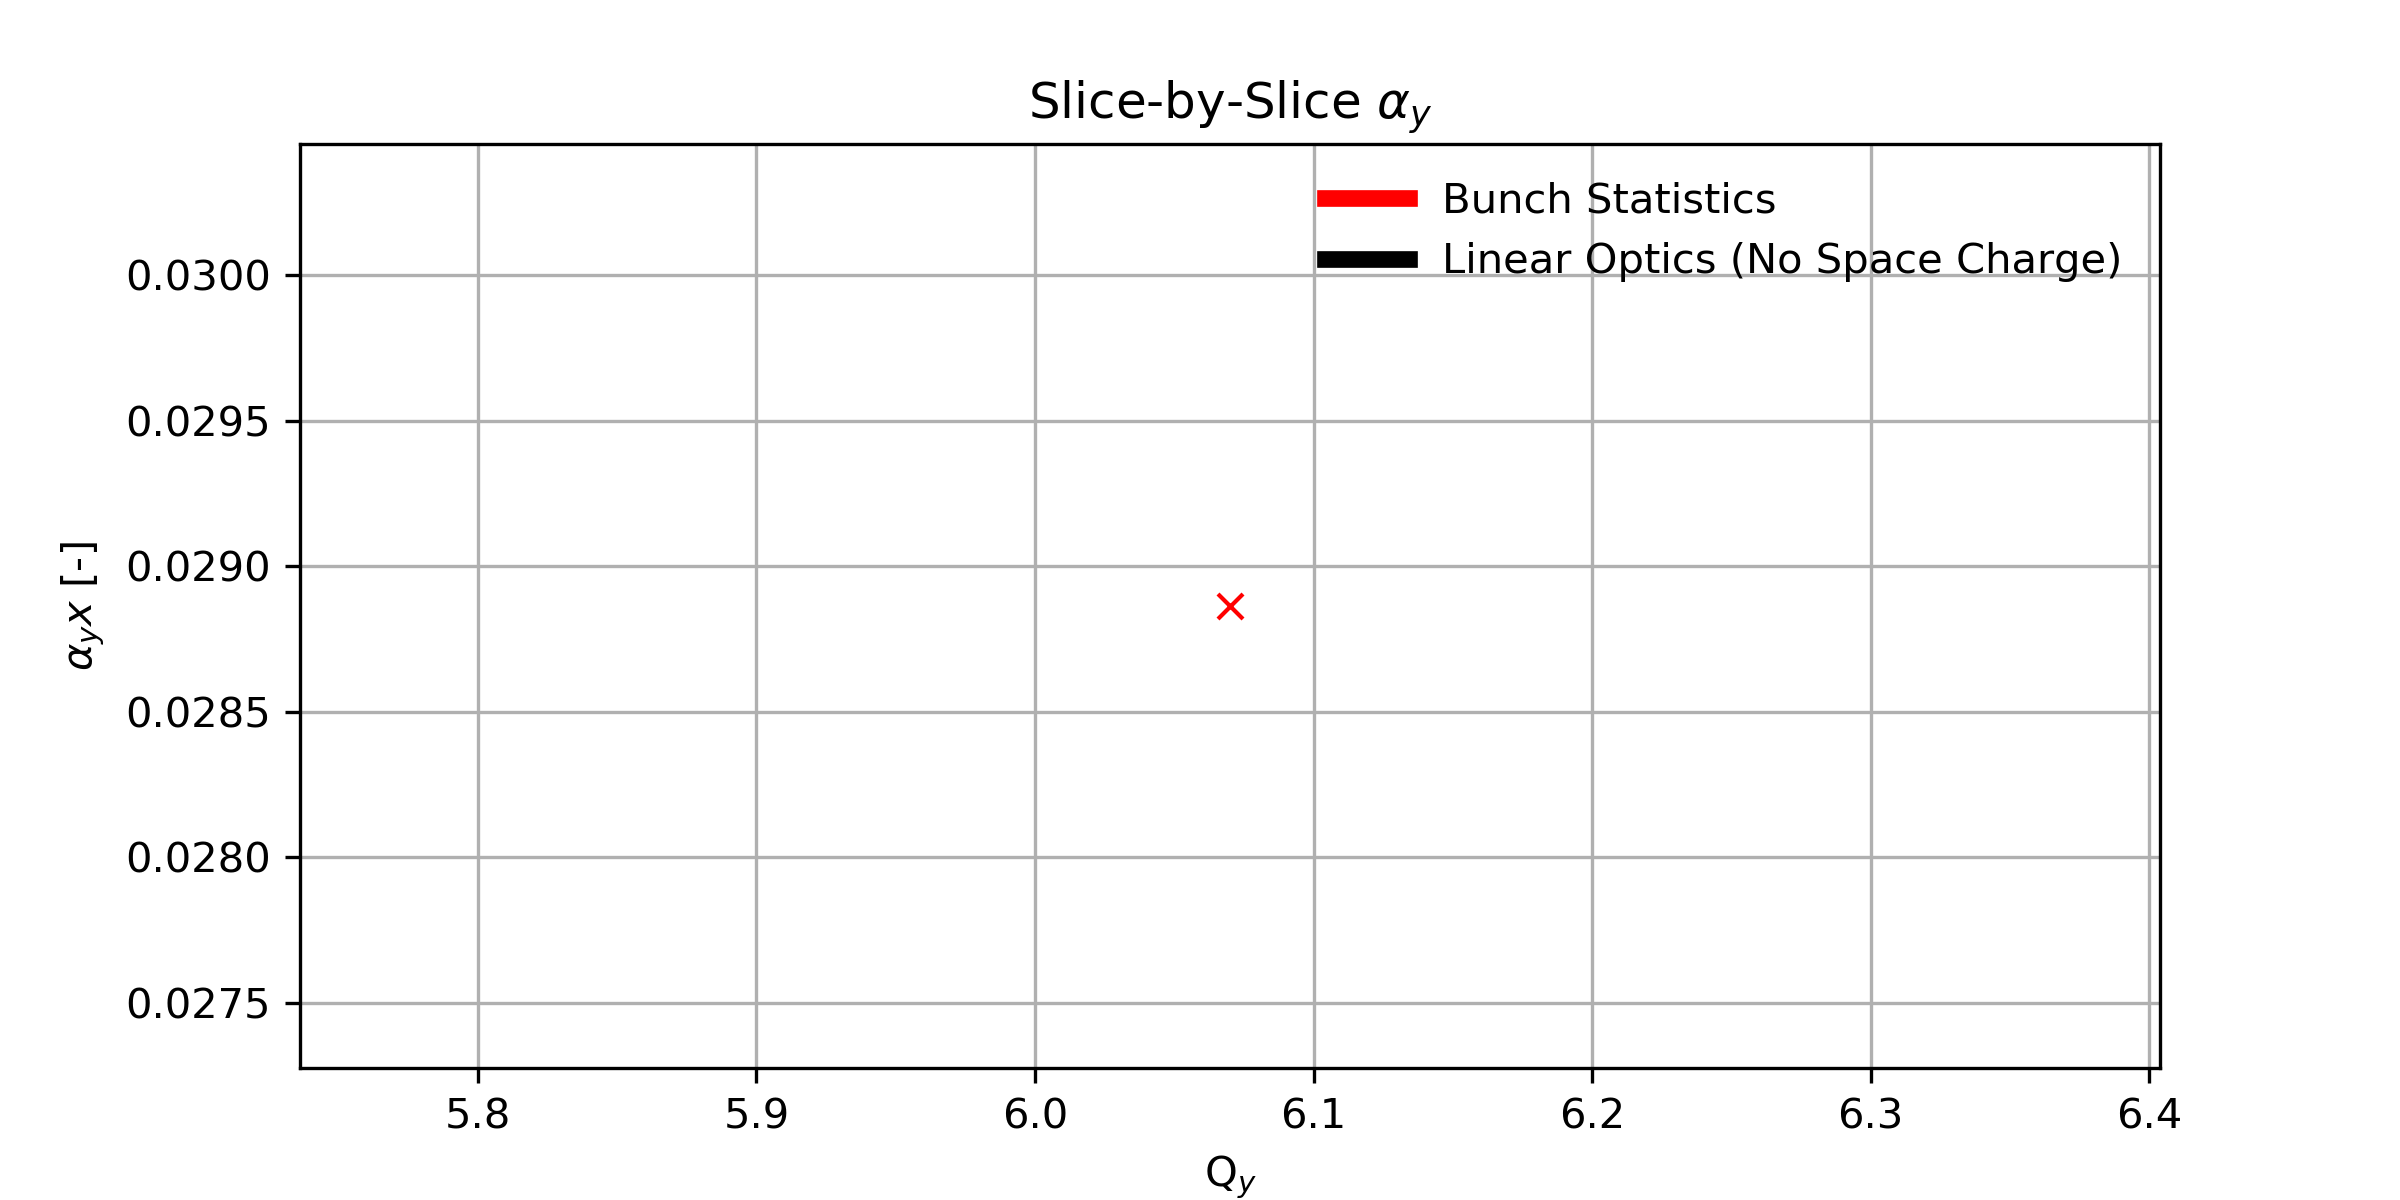 Slice-by-Slice αy
Bunch Statistics
Linear Optics (No Space Charge)
αyx [-]
0.0300
0.0295
0.0290
0.0285
0.0280
0.0275
5.8 5.9 6.0 6.1 6.2 6.3 6.4
Qy